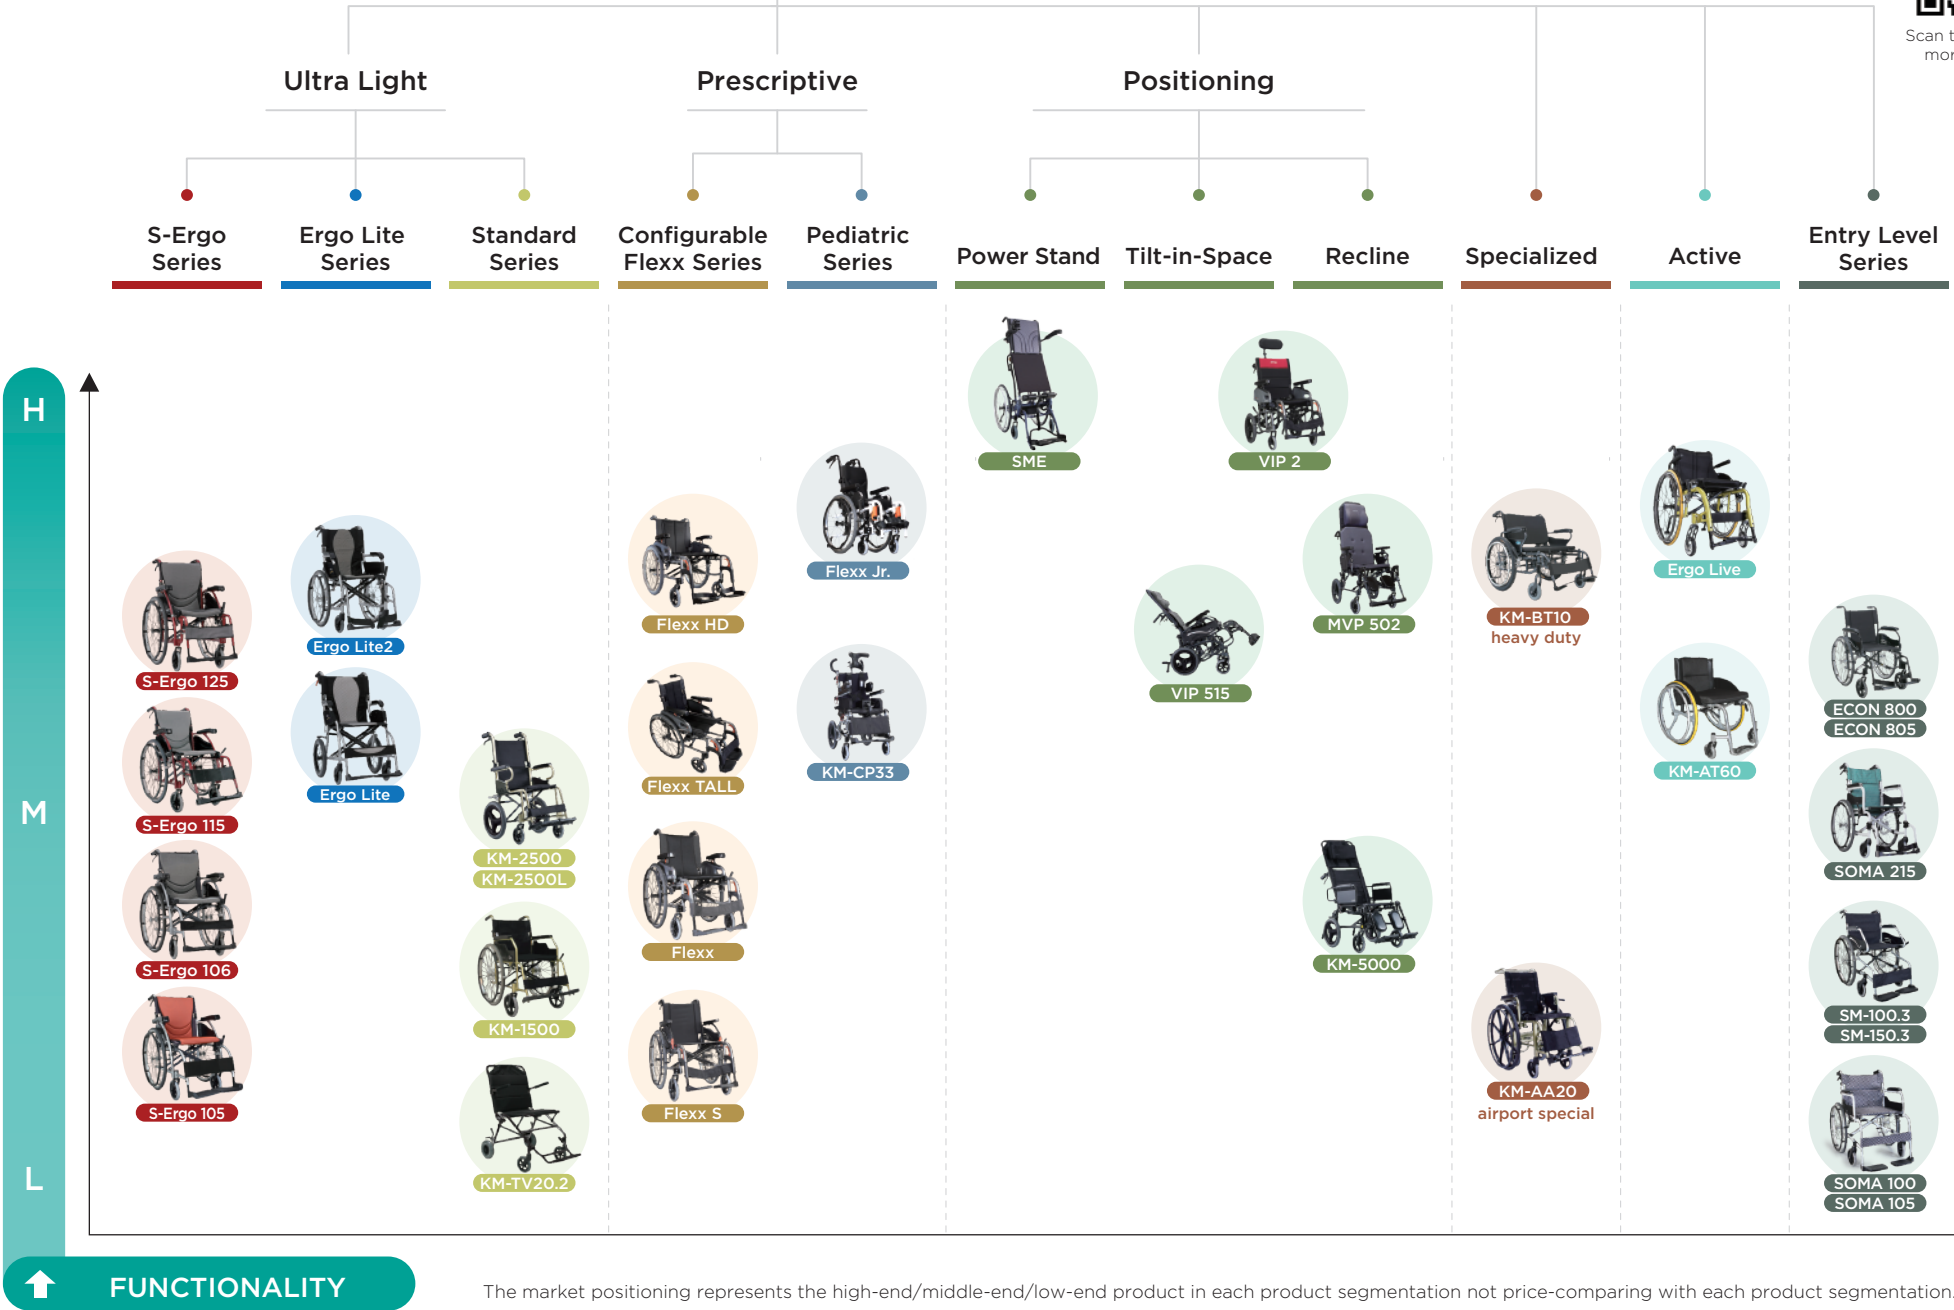 Scan t
mor
Ultra Light
Prescriptive
Positioning
S-Ergo
Series
Ergo Lite
Series
Standard
Series
Configurable
Flexx Series
Pediatric
Series
Power Stand
Tilt-in-Space
Recline
Specialized
Active
Entry Level
Series
H
M
L
S-Ergo 125
S-Ergo 115
S-Ergo 106
S-Ergo 105
Ergo Lite2
Ergo Lite
KM-2500
KM-2500L
KM-1500
KM-TV20.2
Flexx HD
Flexx TALL
Flexx
Flexx S
Flexx Jr.
KM-CP33
SME
VIP 2
VIP 515
MVP 502
KM-5000
KM-BT10
heavy duty
KM-AA20
airport special
Ergo Live
KM-AT60
ECON 800
ECON 805
SOMA 215
SM-100.3
SM-150.3
SOMA 100
SOMA 105
FUNCTIONALITY
The market positioning represents the high-end/middle-end/low-end product in each product segmentation not price-comparing with each product segmentation.